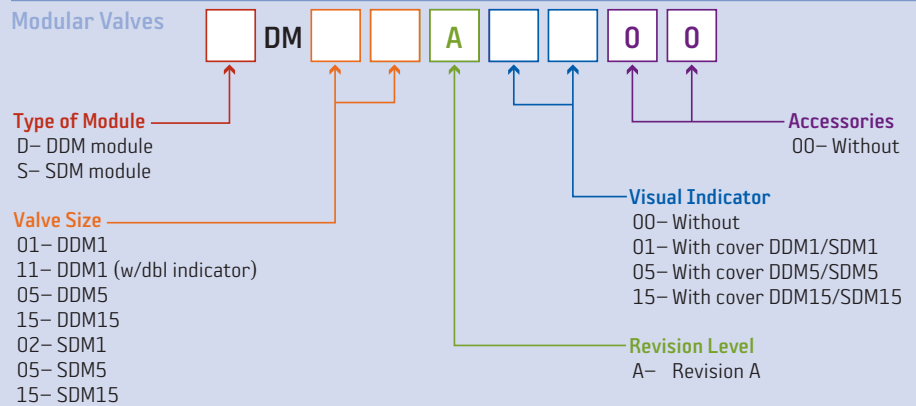 Modular Valves
DM A 0 0
Type of Module
D– DDM module
S– SDM module
Valve Size
01– DDM1
11– DDM1 (w/dbl indicator)
05– DDM5
15– DDM15
02– SDM1
05– SDM5
15– SDM15
Accessories
00– Without
Visual Indicator
00– Without
01– With cover DDM1/SDM1
05– With cover DDM5/SDM5
15– With cover DDM15/SDM15
Revision Level
A– Revision A